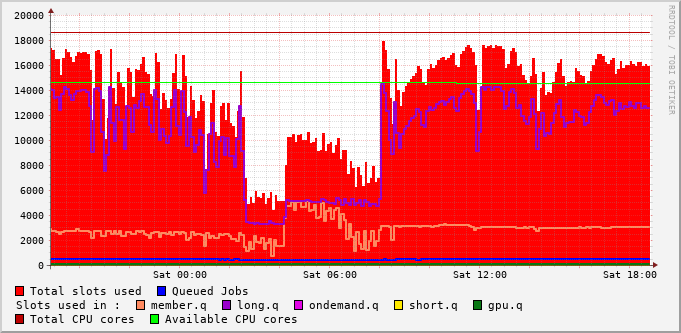 20000
18000
16000
14000
12000
10000
8000
6000
4000
2000
0
Sat 00:00 Sat 06:00 Sat 12:00 Sat 18:00
Total slots used Queued Jobs
Slots used in : member.q long.q ondemand.q short.q gpu.q
Total CPU cores Available CPU cores
RRDTOOL / TOBI OETIKER